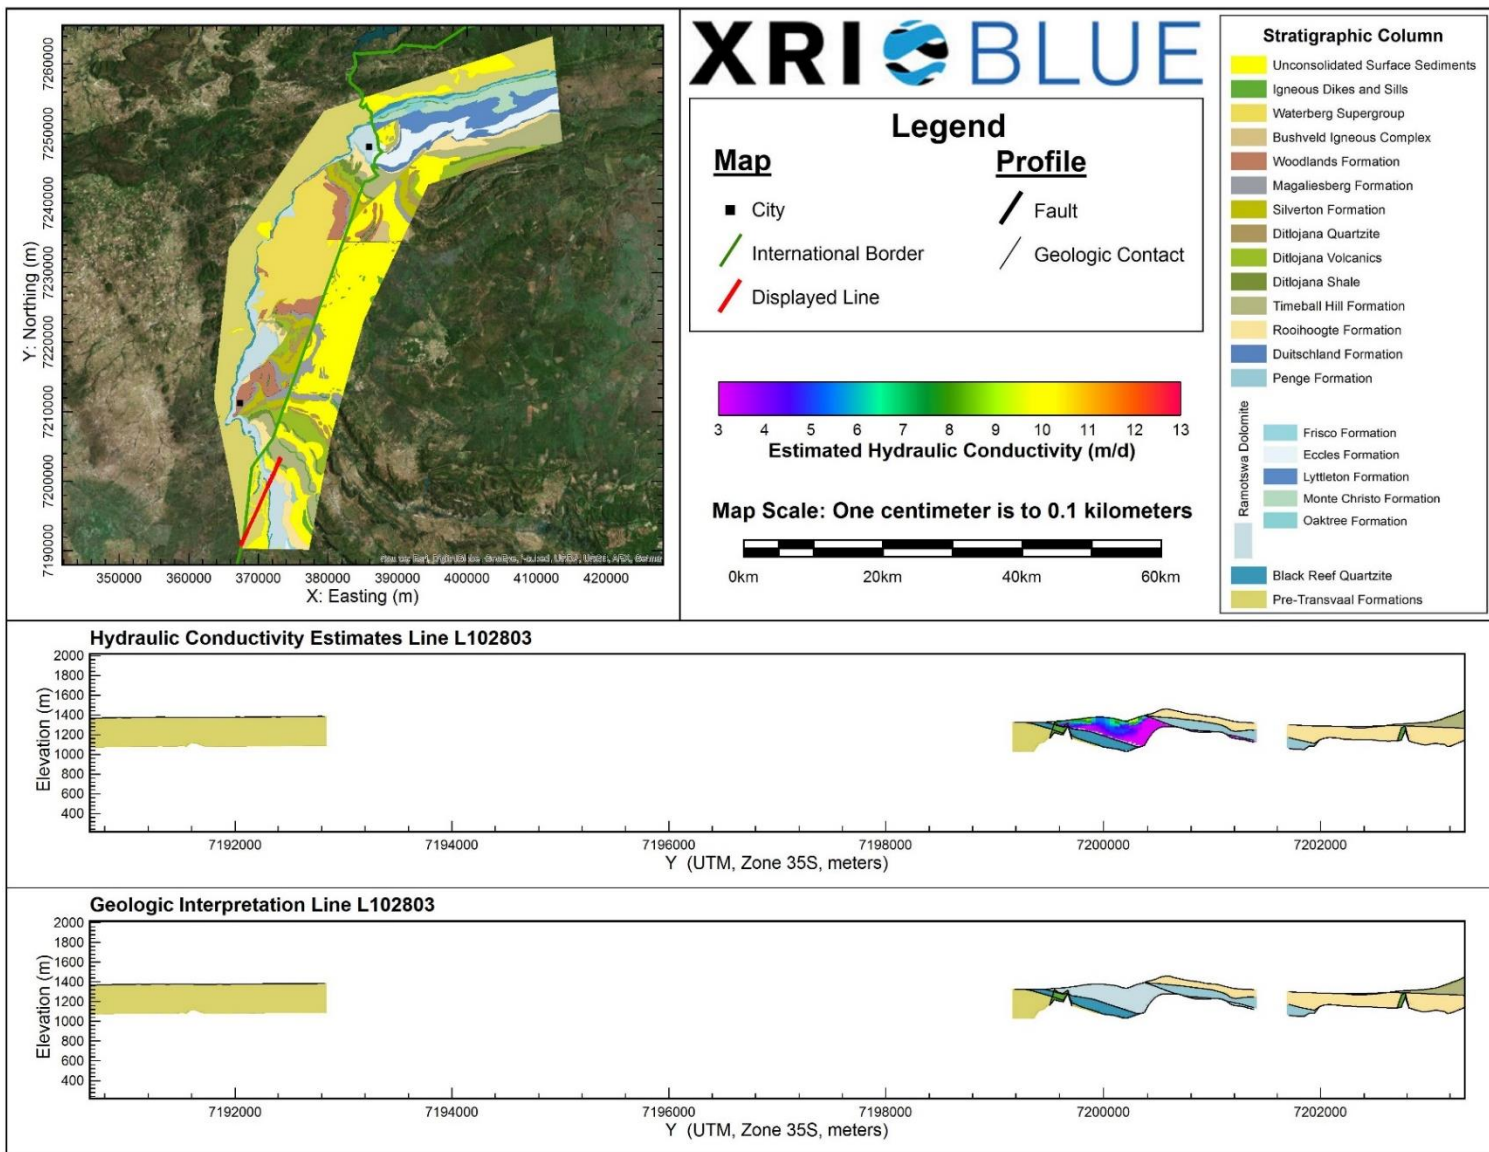 XRI BLUE
Legend
Map
City
International Border
Displayed Line
Profile
Fault
Geologic Contact
3 4 5 6 7 8 9 10 11 12 13
Estimated Hydraulic Conductivity (m/d)
Map Scale: One centimeter is to 0.1 kilometers
0km 20km 40km 60km
Stratigraphic Column
Unconsolidated Surface Sediments
Igneous Dikes and Sills
Waterberg Supergroup
Bushveld Igneous Complex
Woodlands Formation
Magaliesberg Formation
Silverton Formation
Ditlojana Quartzite
Ditlojana Volcanics
Ditlojana Shale
Timeball Hill Formation
Rooihoogte Formation
Duitschland Formation
Penge Formation
Ramotswa Dolomite
Frisco Formation
Eccles Formation
Lyttleton Formation
Monte Christo Formation
Oaktree Formation
Black Reef Quartzite
Pre-Transvaal Formations
Y: Northing (m)
7260000
7250000
7240000
7230000
7220000
7210000
7200000
7190000
350000 360000 370000 380000 390000 400000 410000 420000
X: Easting (m)
Hydraulic Conductivity Estimates Line L102803
Elevation (m)
2000
1800
1600
1400
1200
1000
800
600
400
7192000 7194000 7196000 7198000 7200000 7202000
Y (UTM, Zone 35S, meters)
Geologic Interpretation Line L102803
Elevation (m)
2000
1800
1600
1400
1200
1000
800
600
400
7192000 7194000 7196000 7198000 7200000 7202000
Y (UTM, Zone 35S, meters)